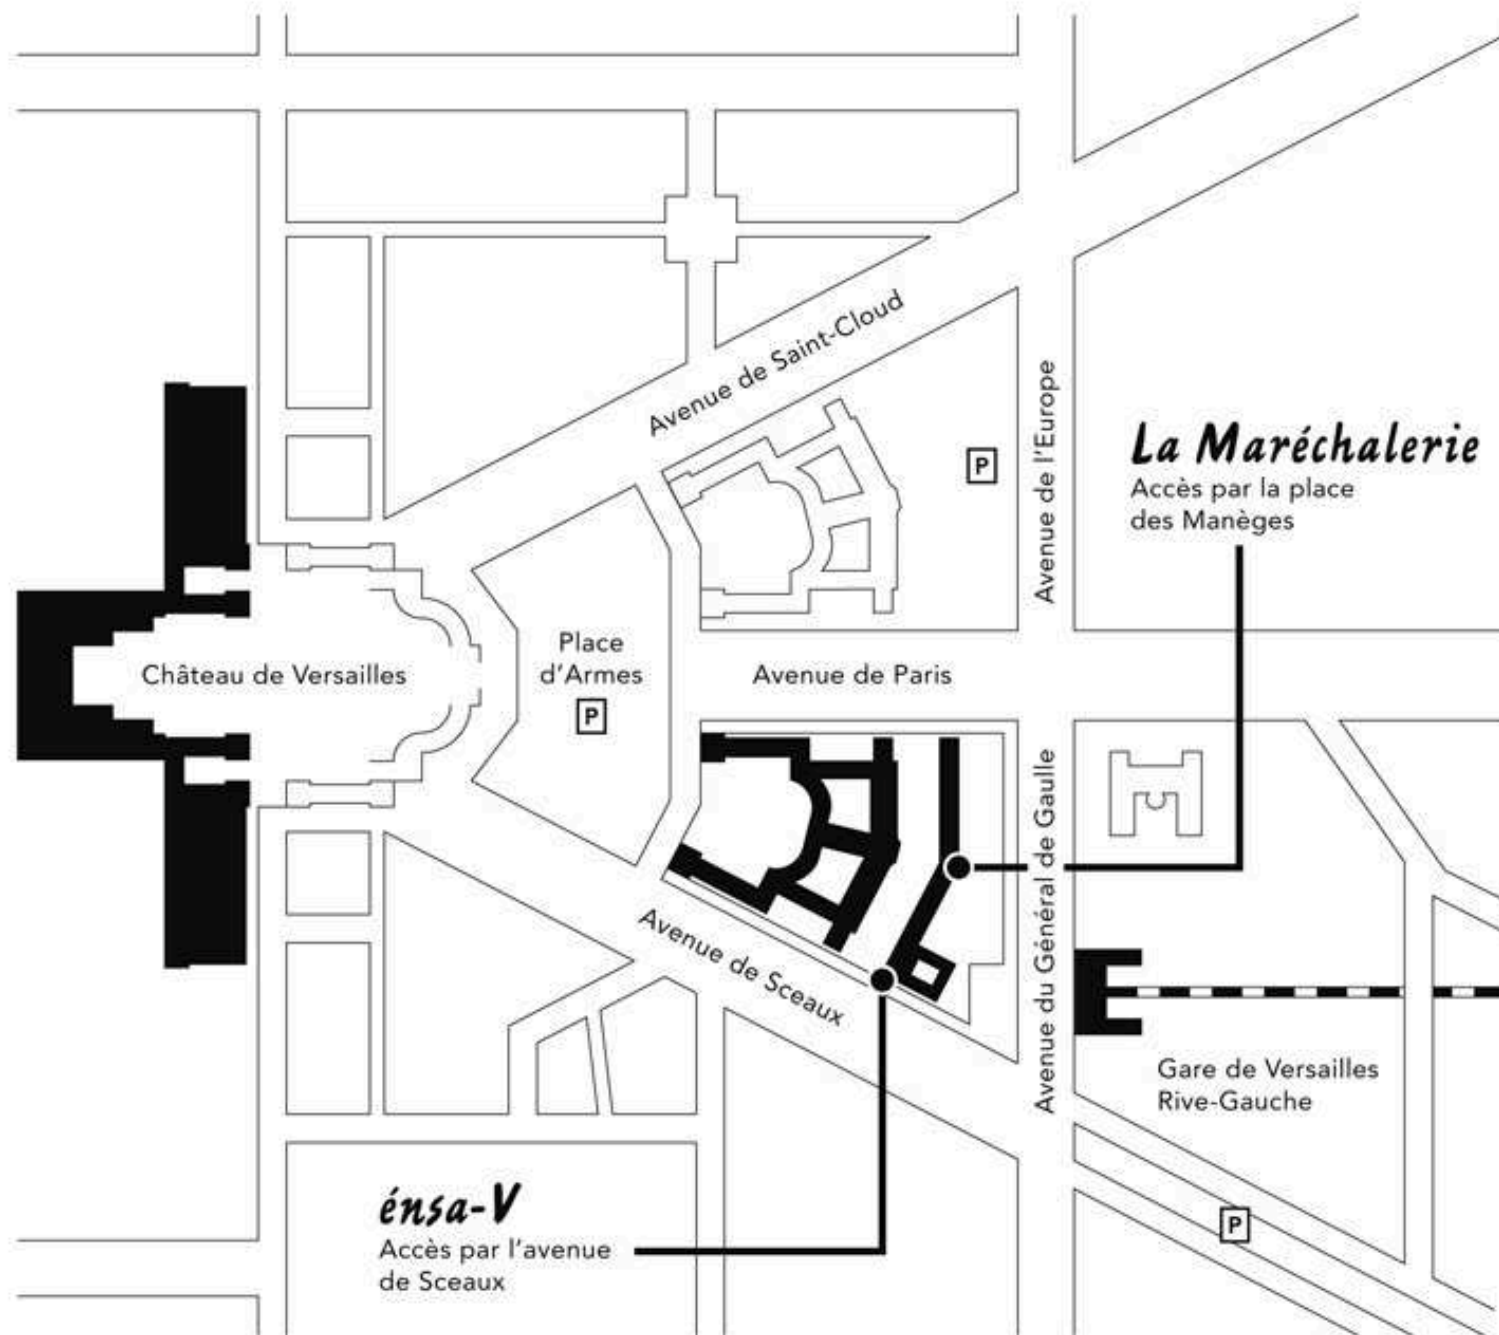 Avenue de Saint-Cloud
Avenue de l'Europe
P
La Maréchalerie
Accès par la place
des Manèges
Place
d'Armes
P
Château de Versailles
Avenue de Paris
Avenue du Général de Gaulle
Avenue de Sceaux
Gare de Versailles
Rive-Gauche
énsa-V
Accès par l'avenue
de Sceaux
P